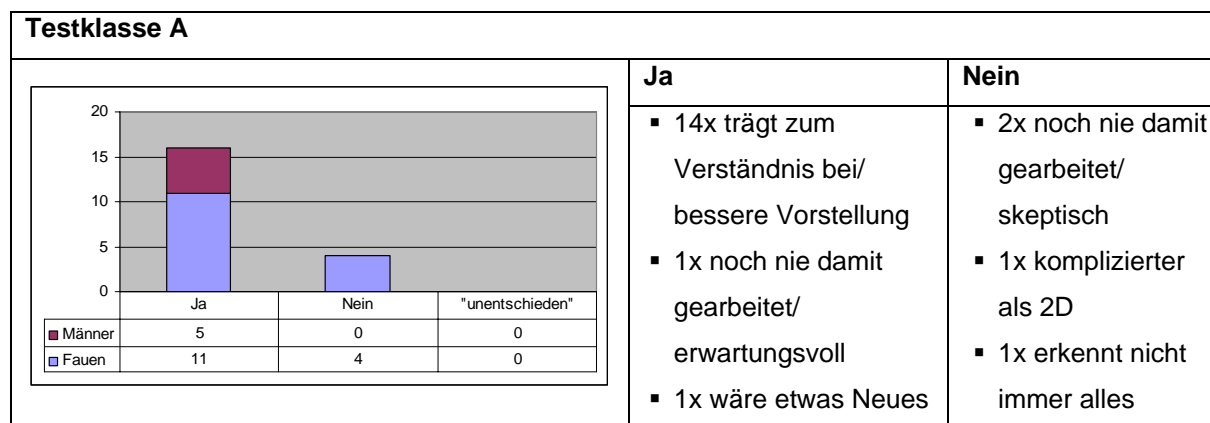 Testklasse A
20
15
10
5
0
Ja Nein "unentschieden"
Männer 5 0 0
Fauen 11 4 0
Ja
▪ 14x trägt zum
Verständnis bei/
bessere Vorstellung
▪ 1x noch nie damit
gearbeitet/
erwartungsvoll
▪ 1x wäre etwas Neues
Nein
▪ 2x noch nie damit
gearbeitet/
skeptisch
▪ 1x komplizierter
als 2D
▪ 1x erkennt nicht
immer alles